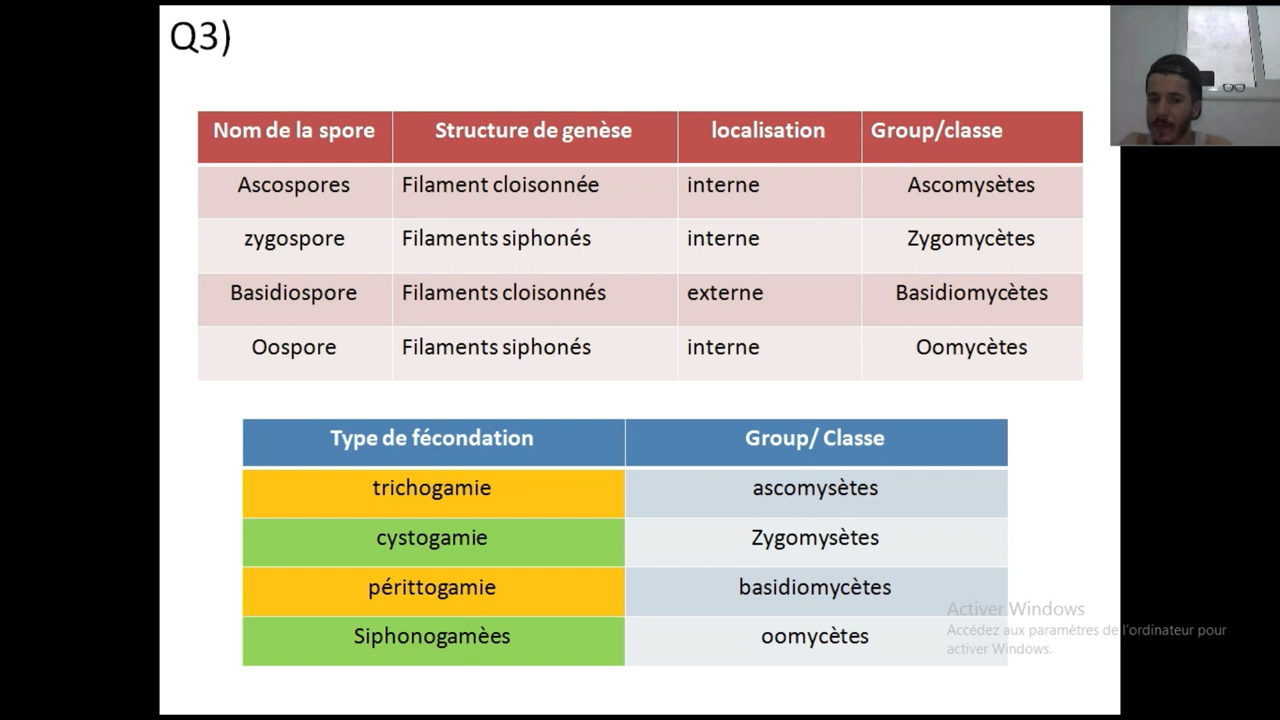 Q3)
Nom de la spore Structure de genèse localisation Group/classe
Ascospores Filament cloisonnée interne Ascomysètes
zygospore Filaments siphonés interne Zygomycètes
Basidiospore Filaments cloisonnés externe Basidiomycètes
Oospore Filaments siphonés interne Oomycètes
Type de fécondation Group/ Classe
trichogamie ascomysètes
cystogamie Zygomysètes
périttogamie basidiomycètes
Siphonogamèes oomycètes
Activer Windows
Accédez aux paramètres de l'ordinateur pour
activer Windows.